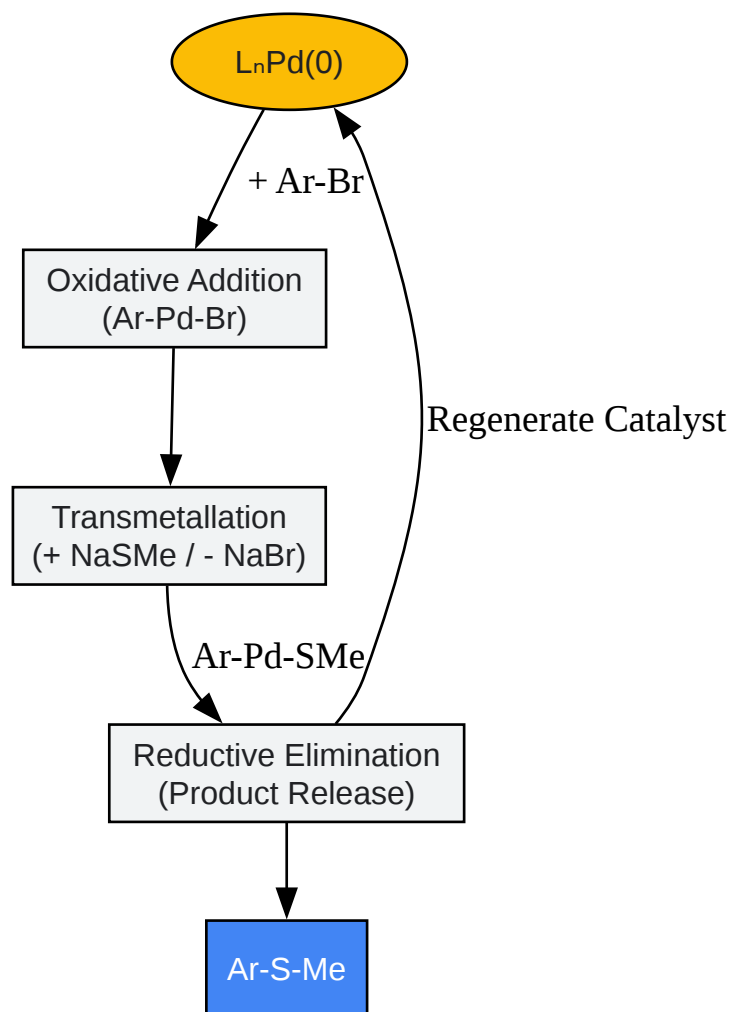 LₙPd(0)
+ Ar-Br
Oxidative Addition
(Ar-Pd-Br)
Regenerate Catalyst
Transmetallation
(+ NaSMe / - NaBr)
Ar-Pd-SMe
Reductive Elimination
(Product Release)
Ar-S-Me